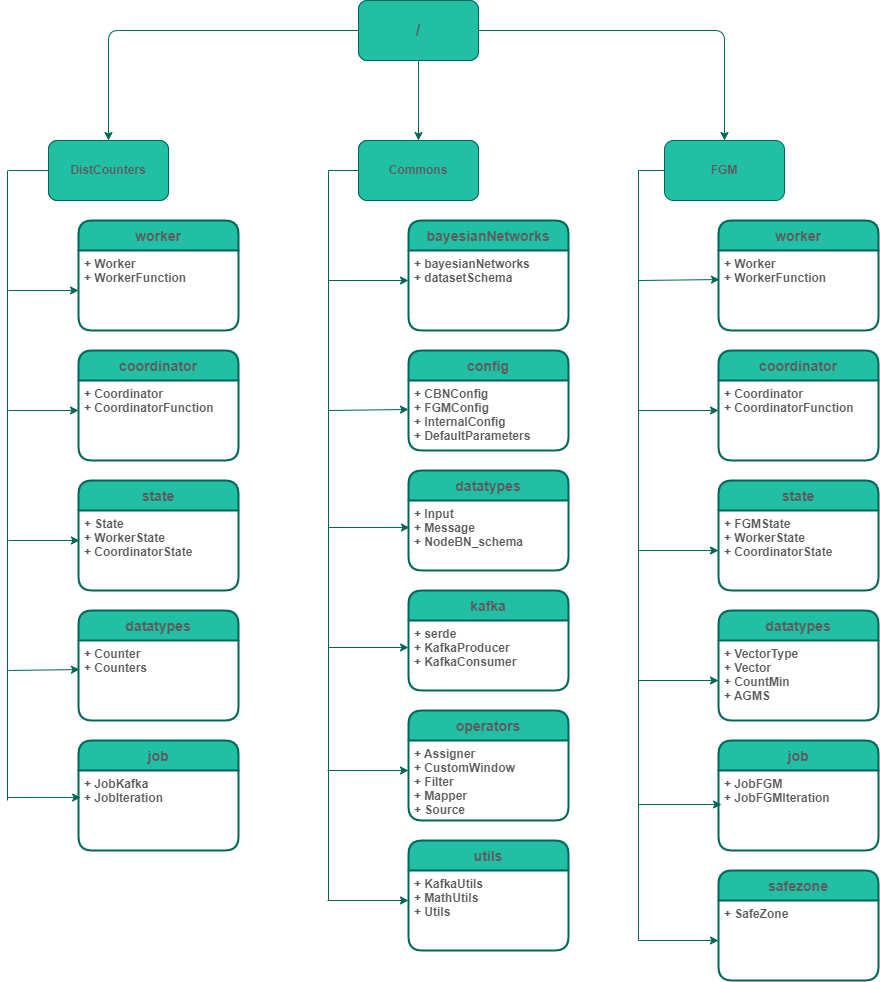 /
DistCounters
worker
+ Worker
+ WorkerFunction
coordinator
+ Coordinator
+ CoordinatorFunction
state
+ State
+ WorkerState
+ CoordinatorState
datatypes
+ Counter
+ Counters
job
+ JobKafka
+ JobIteration
Commons
bayesianNetworks
+ bayesianNetworks
+ datasetSchema
config
+ CBNConfig
+ FGMConfig
+ InternalConfig
+ DefaultParameters
datatypes
+ Input
+ Message
+ NodeBN_schema
kafka
+ serde
+ KafkaProducer
+ KafkaConsumer
operators
+ Assigner
+ CustomWindow
+ Filter
+ Mapper
+ Source
utils
+ KafkaUtils
+ MathUtils
+ Utils
FGM
worker
+ Worker
+ WorkerFunction
coordinator
+ Coordinator
+ CoordinatorFunction
state
+ FGMState
+ WorkerState
+ CoordinatorState
datatypes
+ VectorType
+ Vector
+ CountMin
+ AGMS
job
+ JobFGM
+ JobFGMIteration
safezone
+ SafeZone